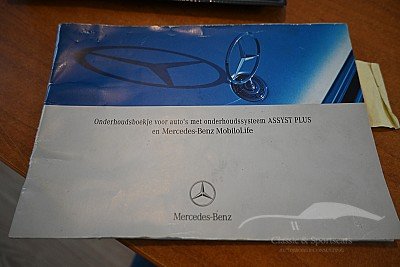 Onderhoudsboekje voor auto's met onderhoudssysteem ASSYST PLUS
en Mercedes-Benz MobiloLife
Mercedes-Benz
Classic & Sportscars